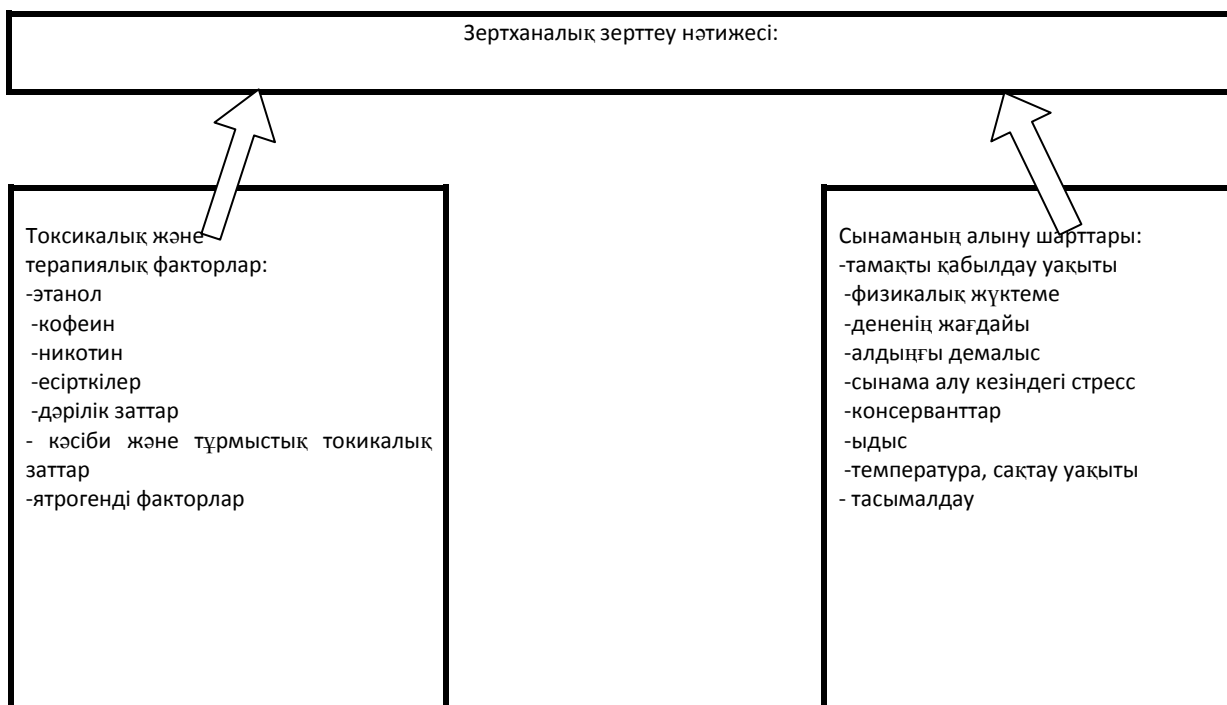 Зертханалық зерттеу нәтижесі:
Токсикалық және
терапиялық факторлар:
-этанол
-кофеин
-никотин
-есірткілер
-дәрілік заттар
- кәсіби және тұрмыстық токикалық
заттар
-ятрогенді факторлар
Сынаманың алыну шарттары:
-тамақты қабылдау уақыты
-физикалық жүктеме
-дененің жағдайы
-алдыңғы демалыс
-сынама алу кезіндегі стресс
-консерванттар
-ыдыс
-температура, сақтау уақыты
- тасымалдау